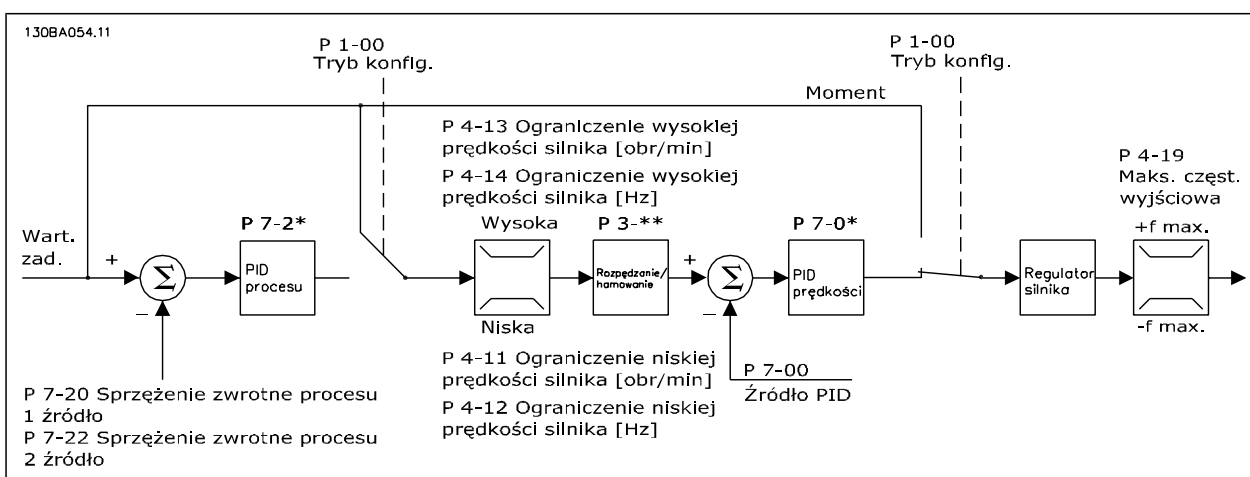 130BA054.11
P 1-00
Tryb konfig.
P 1-00
Tryb konfig.
Moment
P 4-13 Ograniczenie wysokiej
prędkości silnika [obr/min]
P 4-14 Ograniczenie wysokiej
prędkości silnika [Hz]
P 4-19
Maks. częst.
wyjściowa
Wart.
zad.
+
Σ
–
P 7-2*
PID
procesu
Wysoka
Niska
P 3-**
Rozpędzanie/
hamowanie
+
Σ
–
P 7-0*
PID
prędkości
Regulator
silnika
+f max.
-f max.
P 7-20 Sprzężenie zwrotne procesu
1 źródło
P 7-22 Sprzężenie zwrotne procesu
2 źródło
P 4-11 Ograniczenie niskiej
prędkości silnika [obr/min]
P 4-12 Ograniczenie niskiej
prędkości silnika [Hz]
P 7-00
Źródło PID